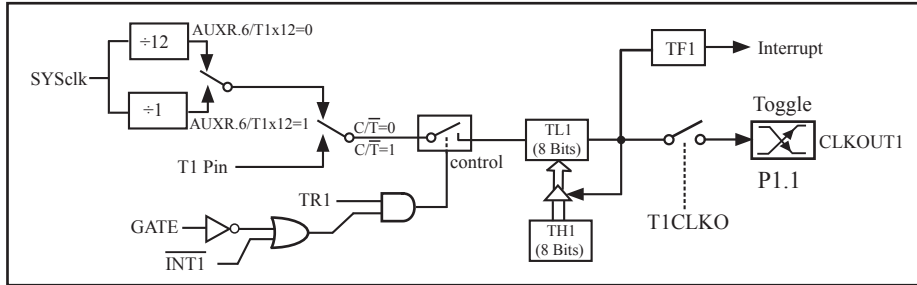 AUXR.6/T1x12=0
÷12
SYSclk
÷1
AUXR.6/T1x12=1
T1 Pin
C/T̅=0
C/T̅=1
control
TL1
(8 Bits)
TF1
Interrupt
Toggle
CLKOUT1
P1.1
T1CLKO
TR1
GATE
I̅N̅T̅1̅
TH1
(8 Bits)